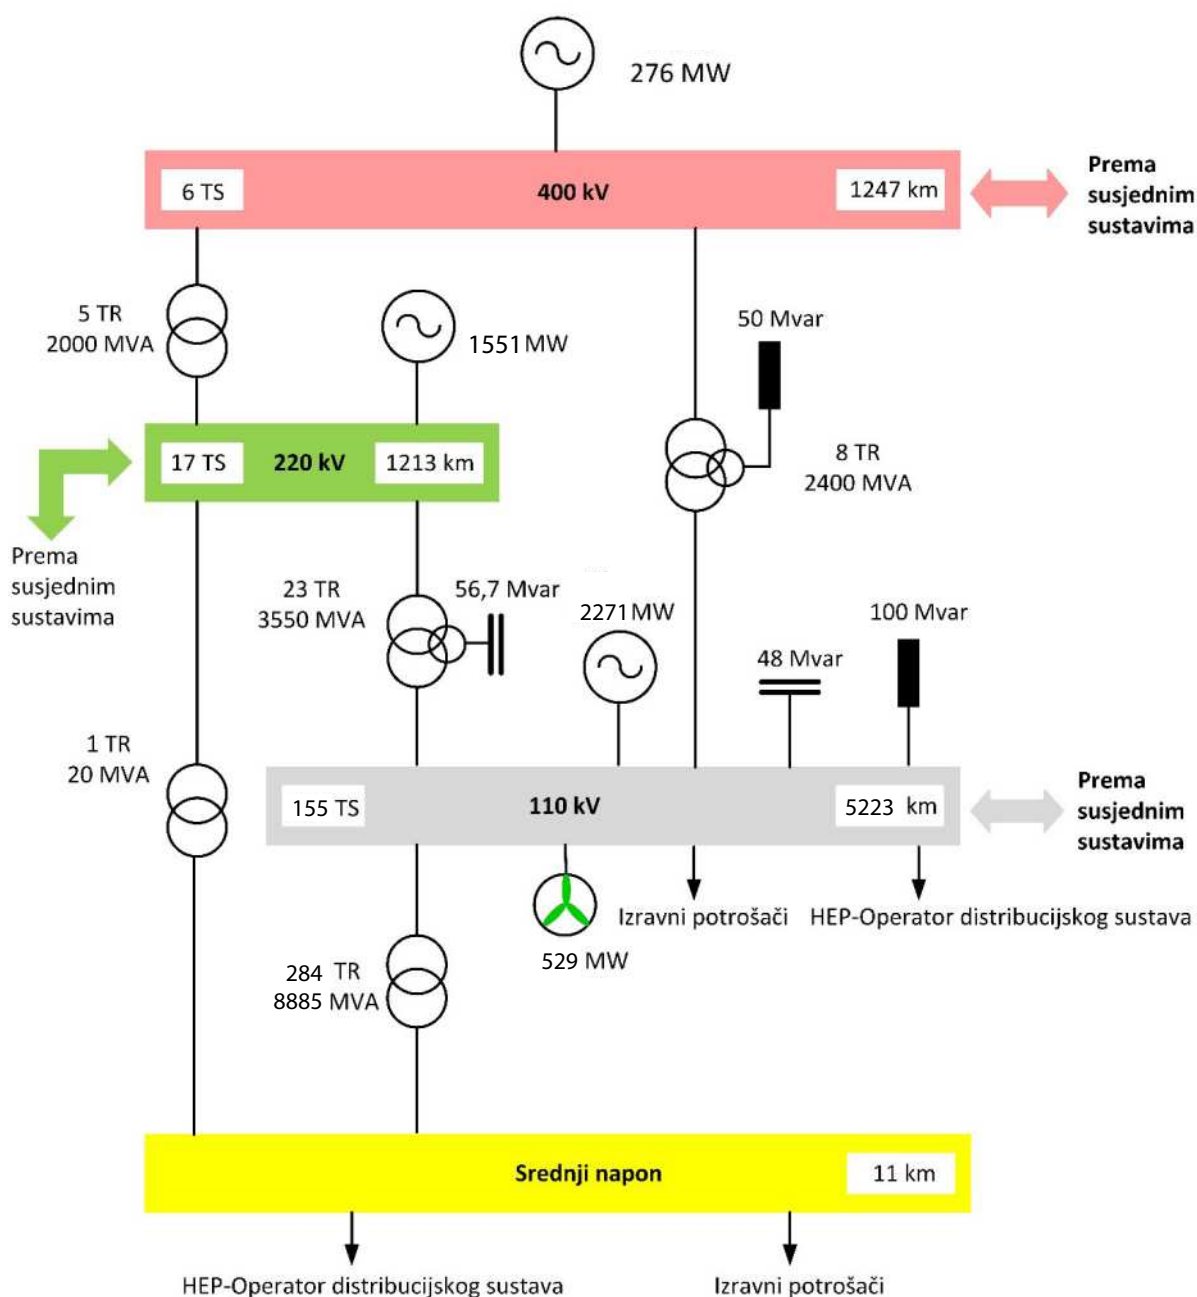 276 MW
6 TS
400 kV
1247 km
Prema
susjednim
sustavima
5 TR
2000 MVA
1551 MW
50 Mvar
17 TS
220 kV
1213 km
8 TR
2400 MVA
Prema
susjednim
sustavima
23 TR
3550 MVA
56,7 Mvar
2271 MW
48 Mvar
100 Mvar
1 TR
20 MVA
155 TS
110 kV
5223 km
Prema
susjednim
sustavima
Izravni potrošači
HEP-Operator distribucijskog sustava
529 MW
284 TR
8885 MVA
Srednji napon
11 km
HEP-Operator distribucijskog sustava
Izravni potrošači